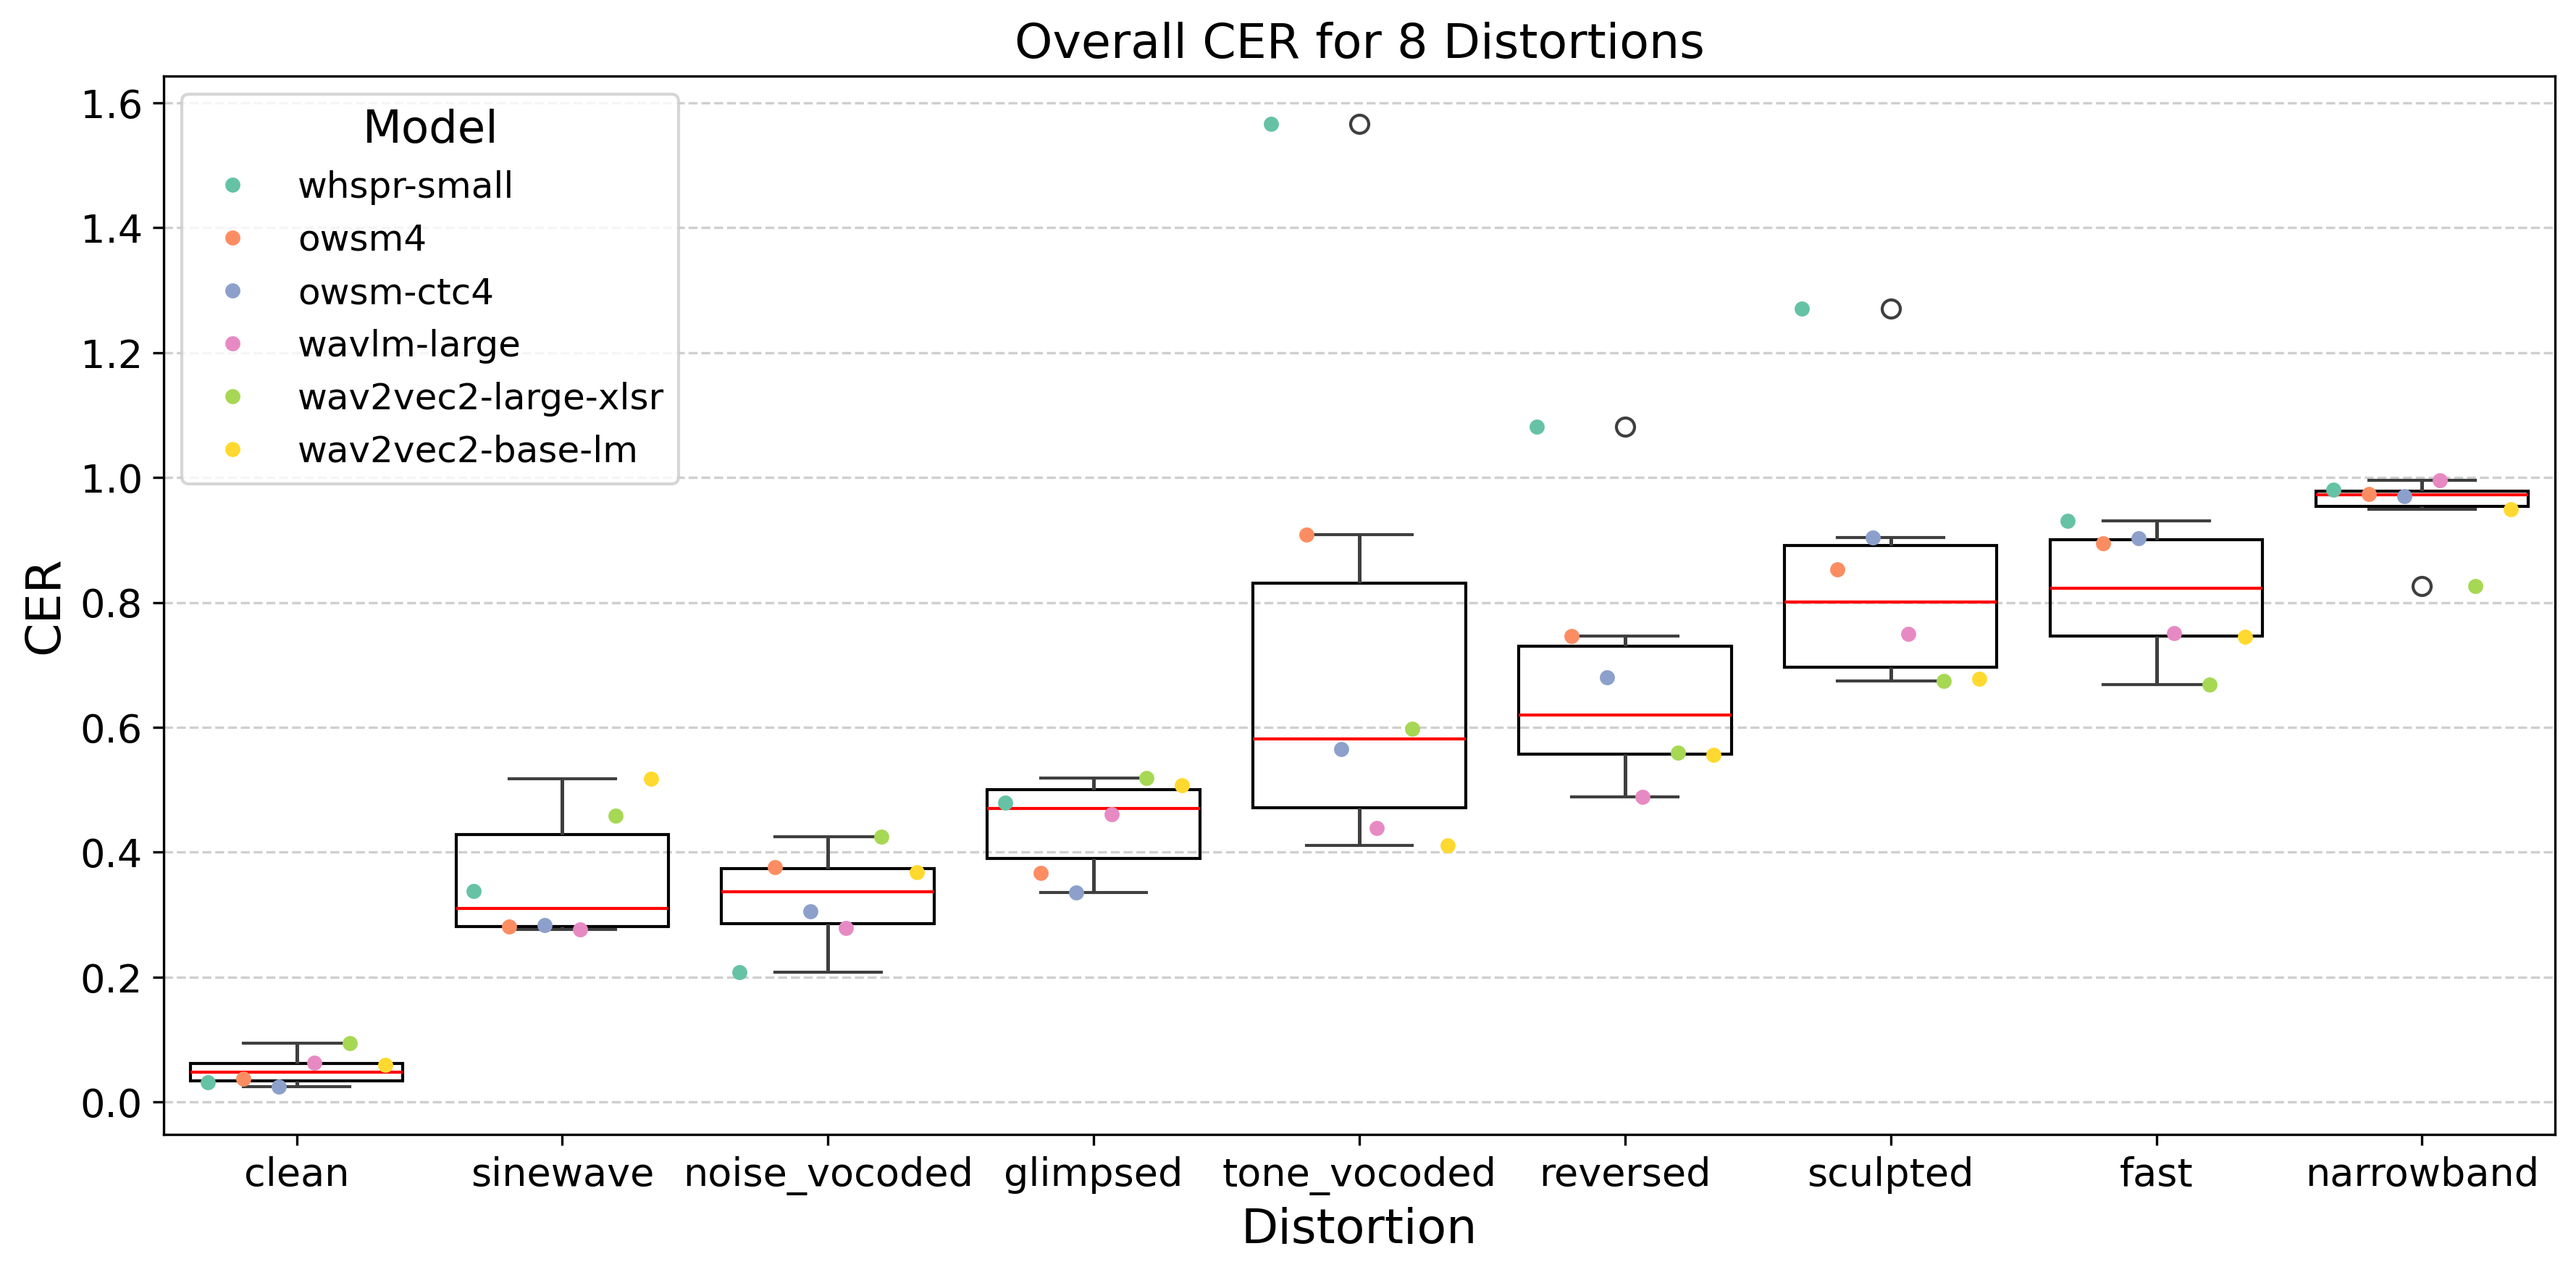 Overall CER for 8 Distortions
Model
whspr-small
owsm4
owsm-ctc4
wavlm-large
wav2vec2-large-xlsr
wav2vec2-base-lm
CER
1.6
1.4
1.2
1.0
0.8
0.6
0.4
0.2
0.0
clean sinewave noise_vocoded glimpsed tone_vocoded reversed sculpted fast narrowband
Distortion